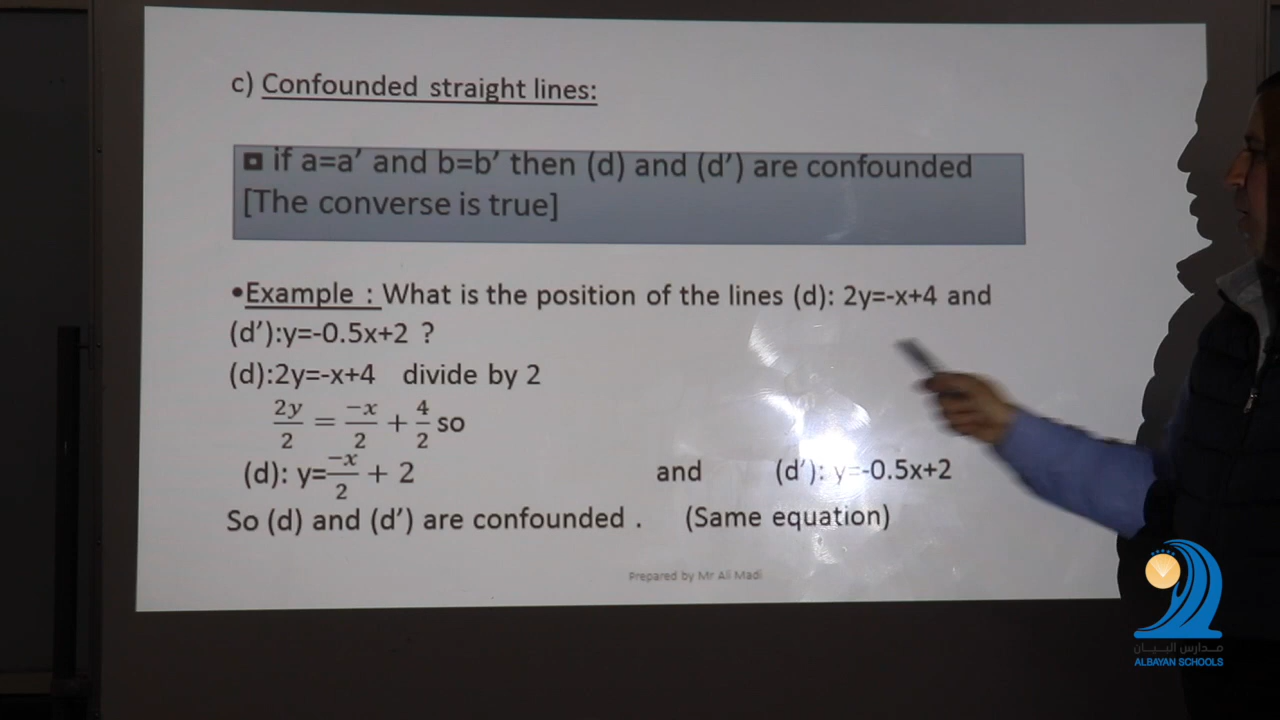 c) Confounded straight lines:
◘ if a=a’ and b=b’ then (d) and (d’) are confounded
[The converse is true]
•Example : What is the position of the lines (d): 2y=-x+4 and
(d’):y=-0.5x+2 ?
(d):2y=-x+4 divide by 2
2y/2 = -x/2 + 4/2 so
(d): y=-x/2 + 2 and (d’): y=-0.5x+2
So (d) and (d’) are confounded . (Same equation)
Prepared by Mr Ali Madi
مدارس البيان
ALBAYAN SCHOOLS